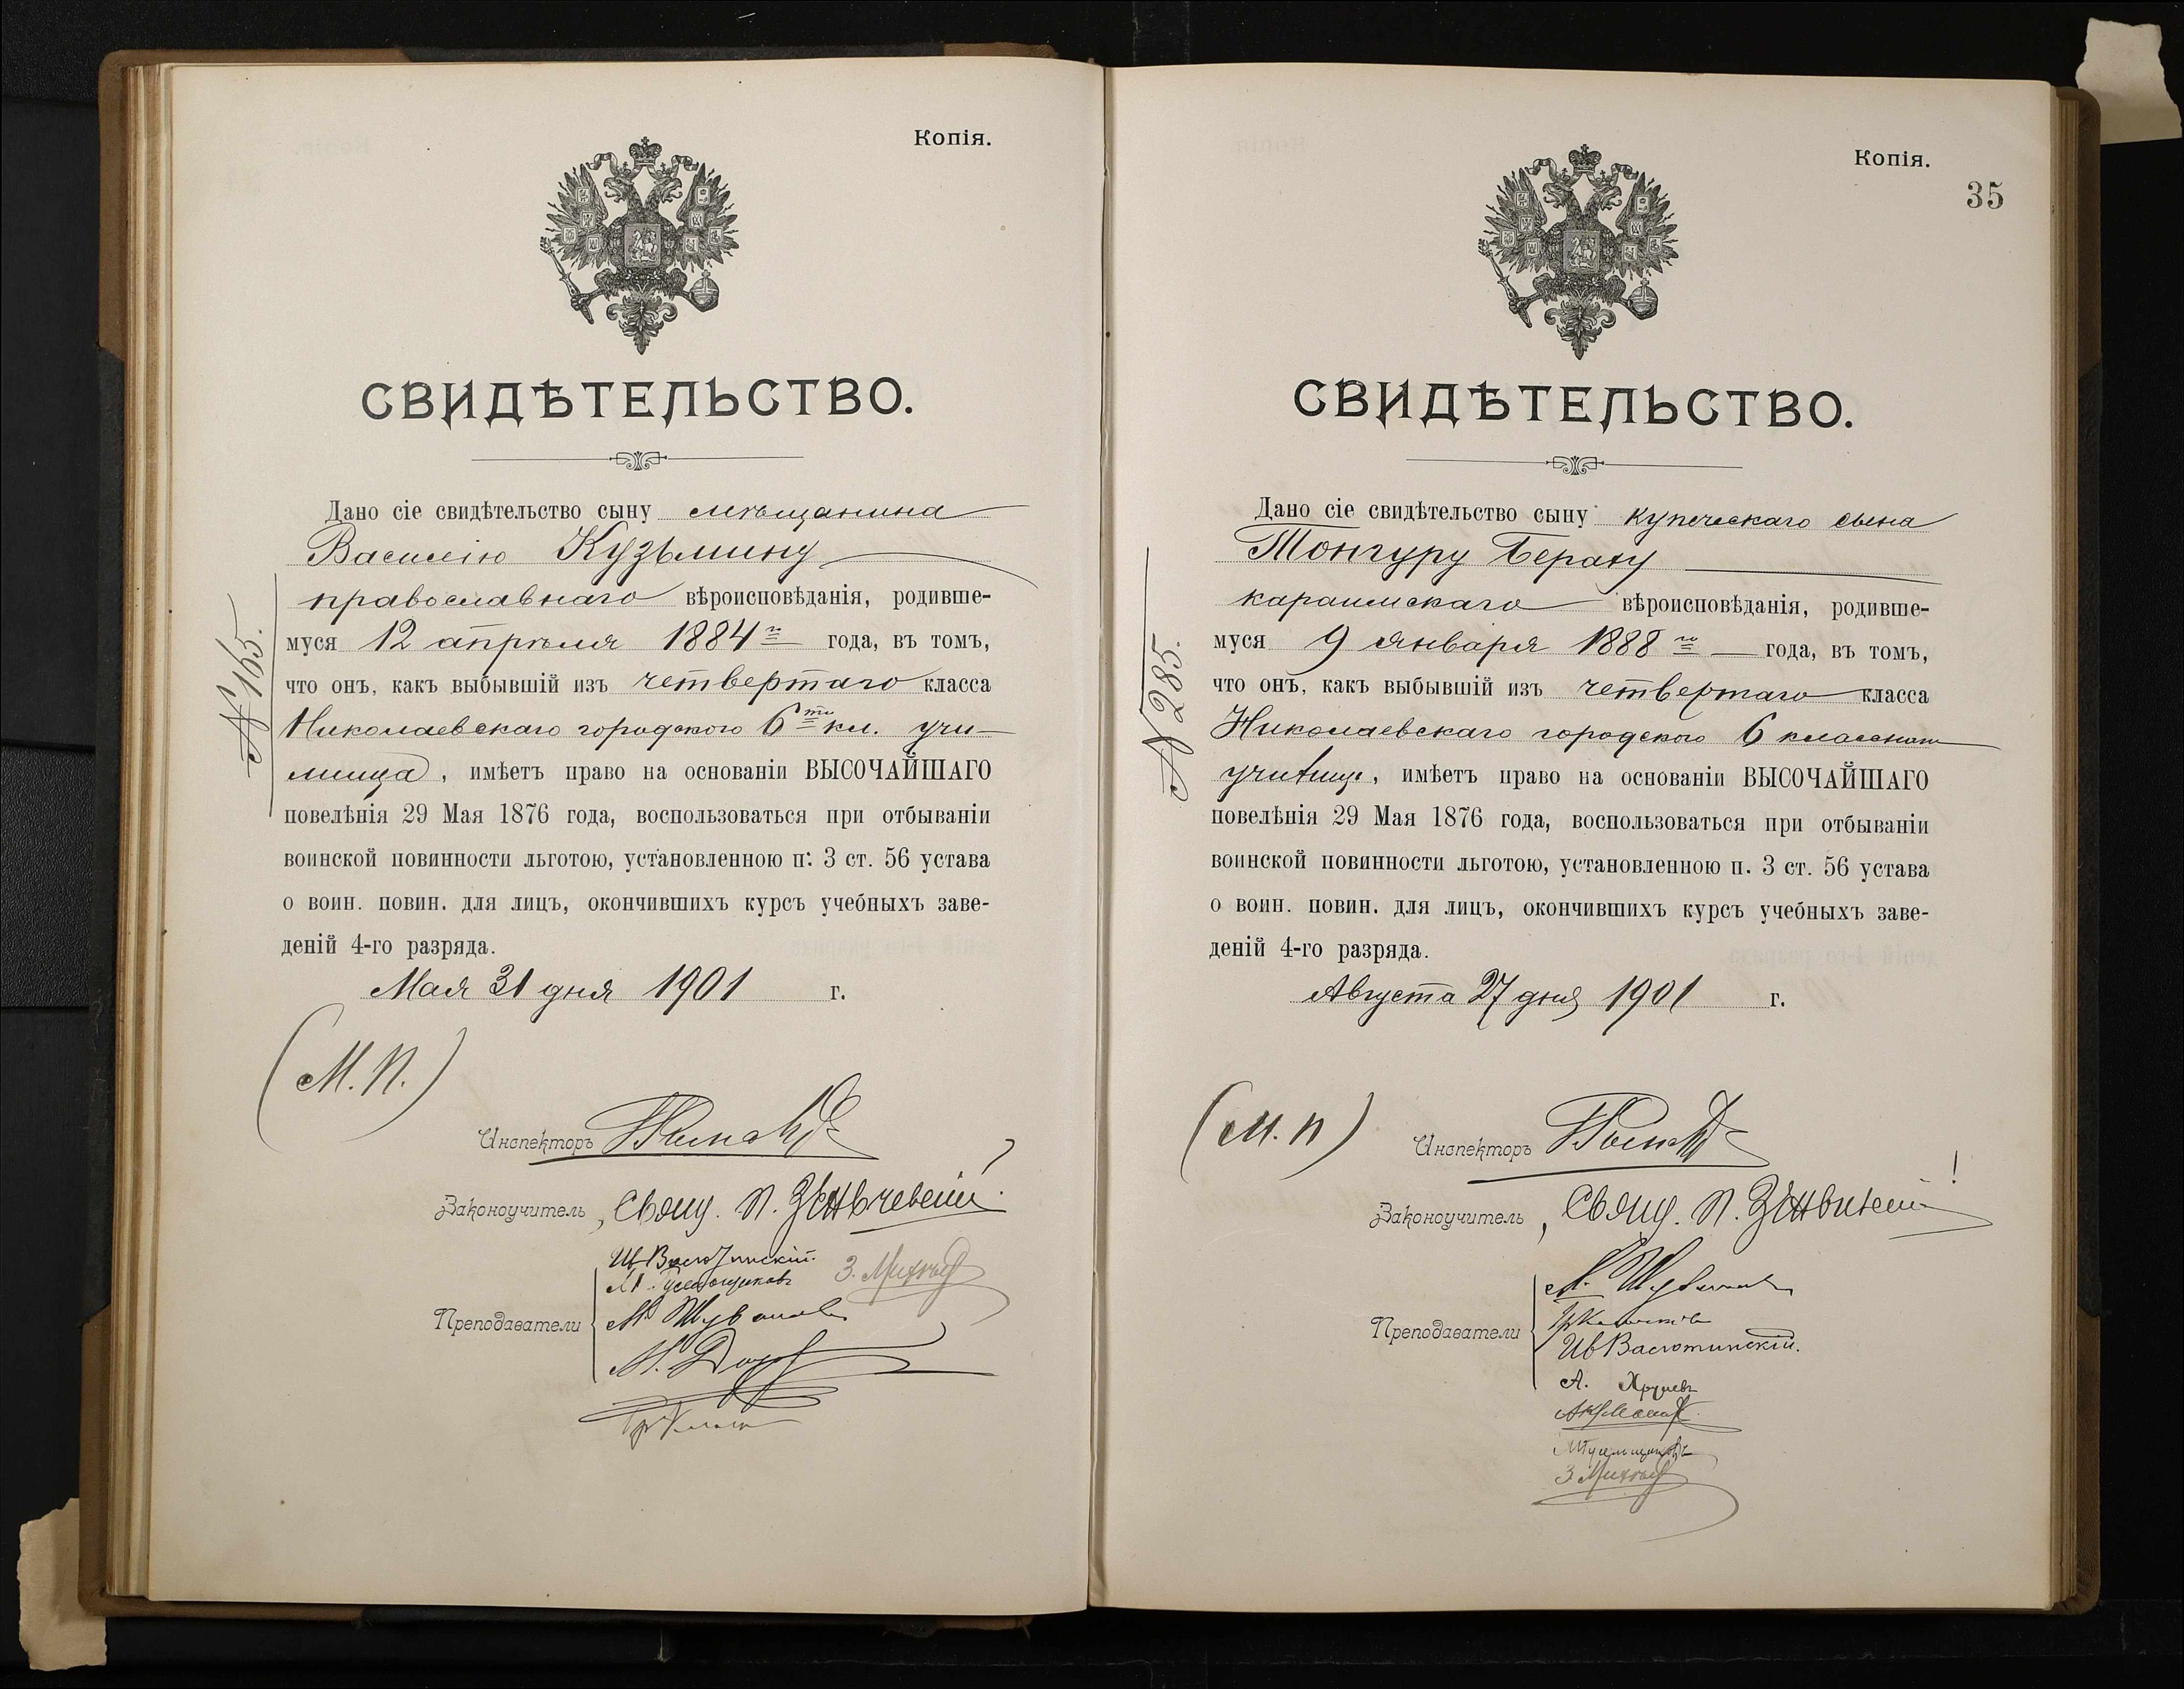 Копія.
СВИДѢТЕЛЬСТВО.
Дано сіе свидѣтельство сыну мѣщанина
Василію Кузьмину
православнаго вѣроисповѣданія, родивше-
муся 12 апрѣля 1884 го года, въ томъ,
что онъ, какъ выбывшій изъ четвертаго класса
Николаевскаго городского 6ти кл. учи-
лища, имѣетъ право на основаніи ВЫСОЧАЙШАГО
повелѣнія 29 Мая 1876 года, воспользоваться при отбываніи
воинской повинности льготою, установленною п. 3 ст. 56 устава
о воин. повин. для лицъ, окончившихъ курсъ учебныхъ заве-
деній 4-го разряда.
Мая 31 дня 1901 г.
(М. П.)
Инспекторъ
Законоучитель, Свящ. П.
Ив Васютинскій.
З.
Преподаватели
№ 165.
Копія.
35
СВИДѢТЕЛЬСТВО.
Дано сіе свидѣтельство сыну купеческаго сына
Тонгуру Бераху
караимскаго вѣроисповѣданія, родивше-
муся 9 января 1888 го года, въ томъ,
что онъ, какъ выбывшій изъ четвертаго класса
Николаевскаго городского 6 классного
училища, имѣетъ право на основаніи ВЫСОЧАЙШАГО
повелѣнія 29 Мая 1876 года, воспользоваться при отбываніи
воинской повинности льготою, установленною п. 3 ст. 56 устава
о воин. повин. для лицъ, окончившихъ курсъ учебныхъ заве-
деній 4-го разряда.
Августа 27 дня 1901 г.
(М. П)
Инспекторъ
Законоучитель, Свящ. П.
Преподаватели
Ив Васютинскій.
А.
З.
№ 285.